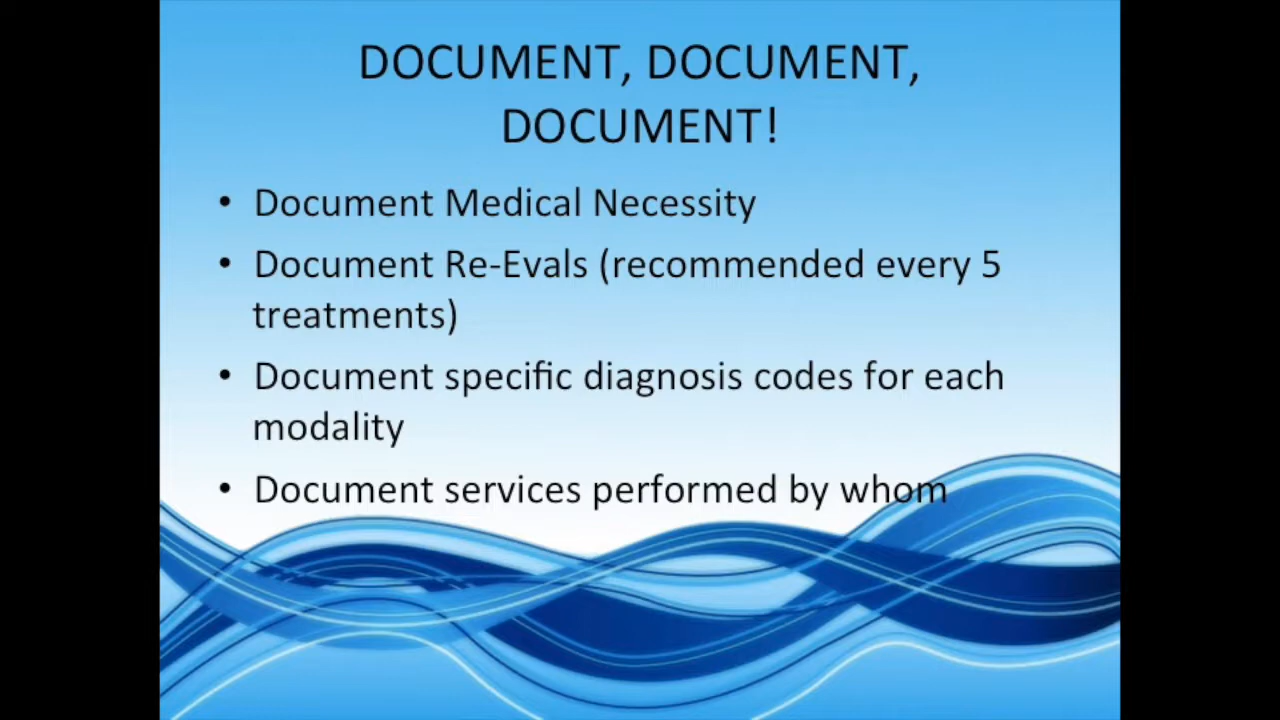 DOCUMENT, DOCUMENT,
DOCUMENT!
• Document Medical Necessity
• Document Re-Evals (recommended every 5
treatments)
• Document specific diagnosis codes for each
modality
• Document services performed by whom